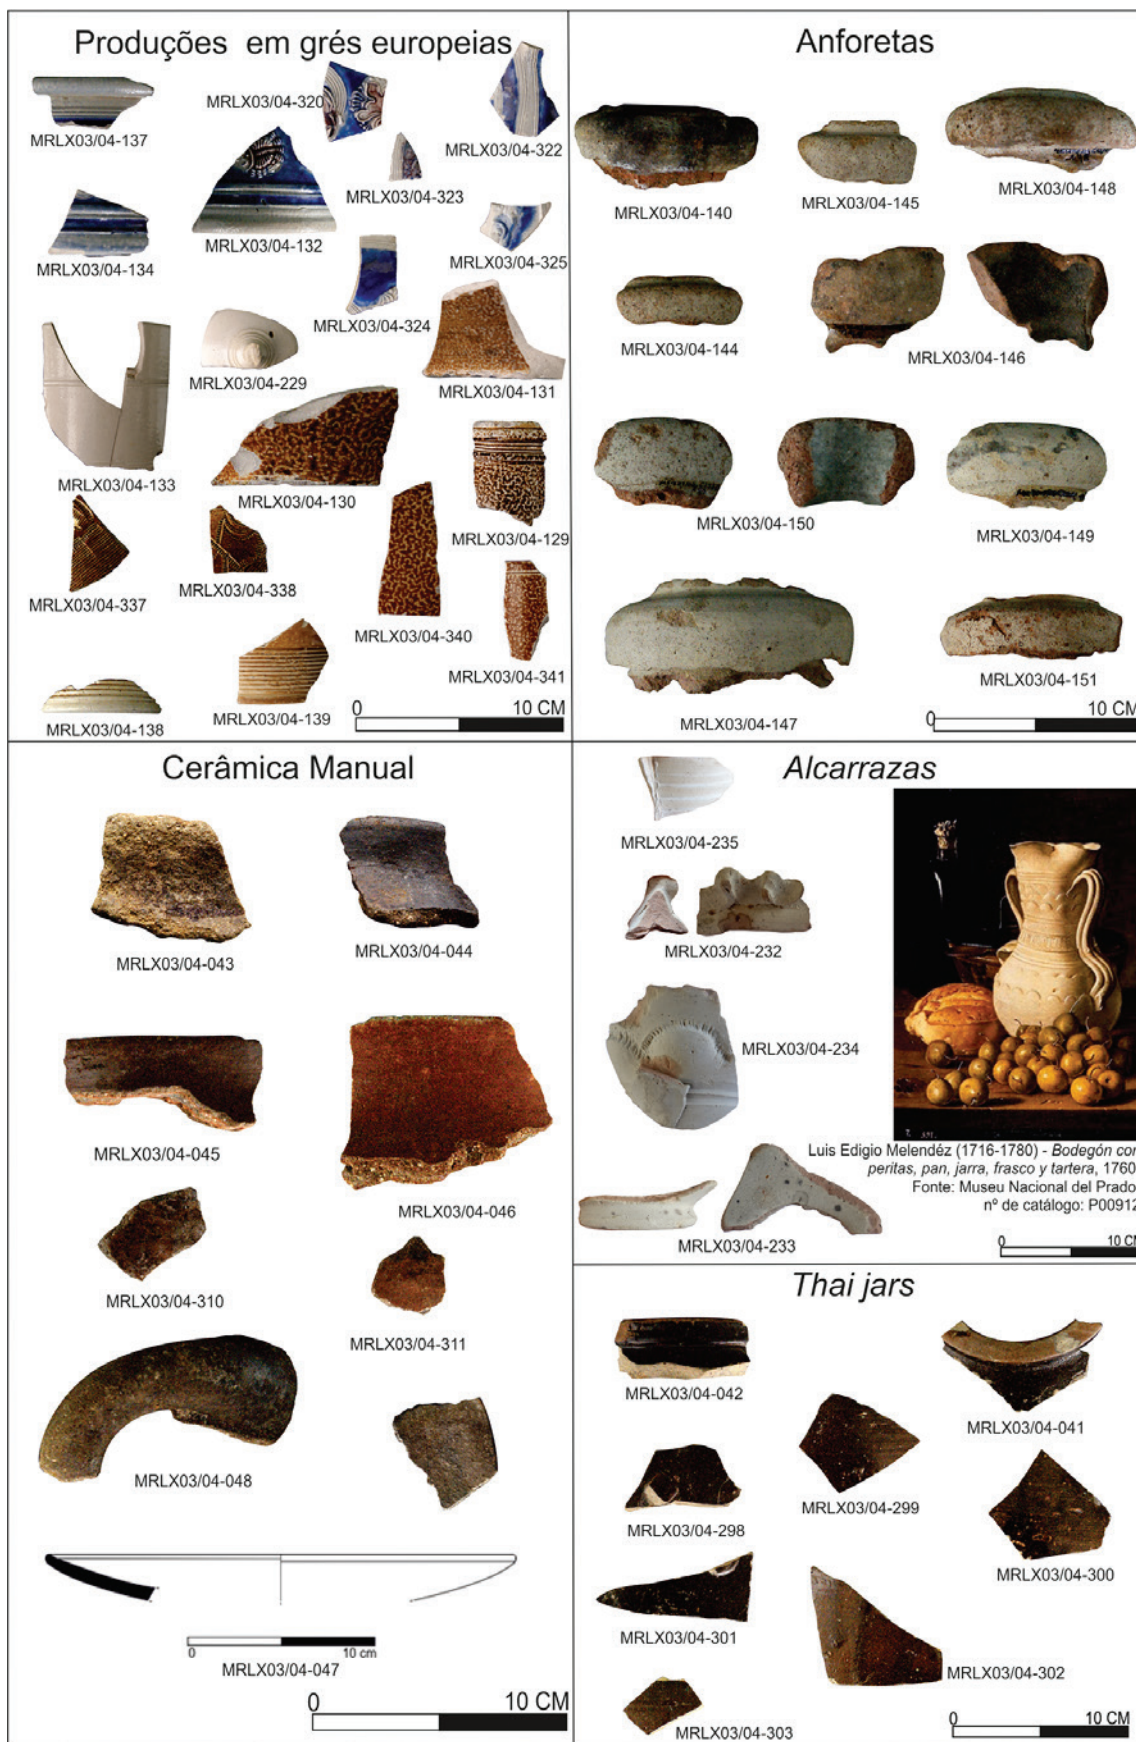 Produções em grés europeias
MRLX03/04-137
MRLX03/04-320
MRLX03/04-322
MRLX03/04-323
MRLX03/04-132
MRLX03/04-134
MRLX03/04-325
MRLX03/04-324
MRLX03/04-229
MRLX03/04-131
MRLX03/04-133
MRLX03/04-130
MRLX03/04-129
MRLX03/04-337
MRLX03/04-338
MRLX03/04-340
MRLX03/04-341
MRLX03/04-138
MRLX03/04-139
0 10 CM
Anforetas
MRLX03/04-140
MRLX03/04-145
MRLX03/04-148
MRLX03/04-144
MRLX03/04-146
MRLX03/04-150
MRLX03/04-149
MRLX03/04-147
MRLX03/04-151
0 10 CM
Cerâmica Manual
MRLX03/04-043
MRLX03/04-044
MRLX03/04-045
MRLX03/04-046
MRLX03/04-310
MRLX03/04-311
MRLX03/04-048
0 10 cm
MRLX03/04-047
0 10 CM
Alcarrazas
MRLX03/04-235
MRLX03/04-232
MRLX03/04-234
MRLX03/04-233
Luis Edigio Melendéz (1716-1780) - Bodegón con
peritas, pan, jarra, frasco y tartera, 1760
Fonte: Museu Nacional del Prado
nº de catálogo: P00912
0 10 CM
Thai jars
MRLX03/04-042
MRLX03/04-041
MRLX03/04-299
MRLX03/04-298
MRLX03/04-300
MRLX03/04-301
MRLX03/04-302
MRLX03/04-303
0 10 CM